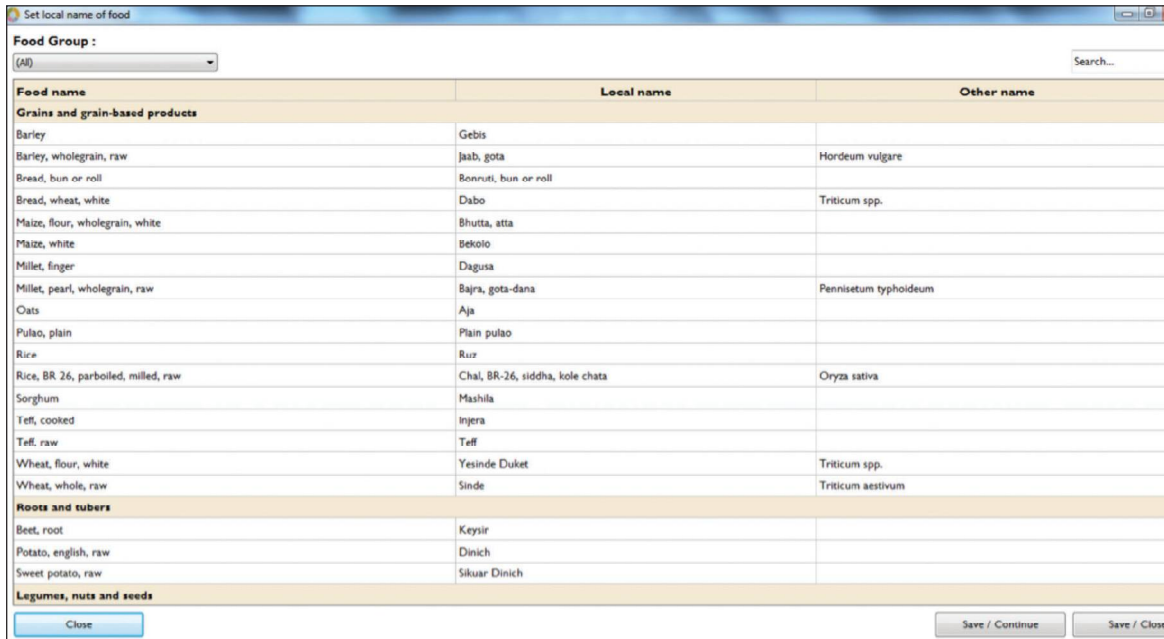 Set local name of food
Food Group :
(All)
Search...
Food name Local name Other name
Grains and grain-based products
Barley Gebis
Barley, wholegrain, raw Jaab, gota Hordeum vulgare
Bread, bun or roll Bonruti, bun or roll
Bread, wheat, white Dabo Triticum spp.
Maize, flour, wholegrain, white Bhutta, atta
Maize, white Bekolo
Millet, finger Dagusa
Millet, pearl, wholegrain, raw Bajra, gota-dana Pennisetum typhoideum
Oats Aja
Pulao, plain Plain pulao
Rice Ruz
Rice, BR 26, parboiled, milled, raw Chal, BR-26, siddha, kole chata Oryza sativa
Sorghum Mashila
Teff, cooked Injera
Teff, raw Teff
Wheat, flour, white Yesinde Duket Triticum spp.
Wheat, whole, raw Sinde Triticum aestivum
Roots and tubers
Beet, root Keysir
Potato, english, raw Dinich
Sweet potato, raw Sikuar Dinich
Legumes, nuts and seeds
Close Save / Continue Save / Close